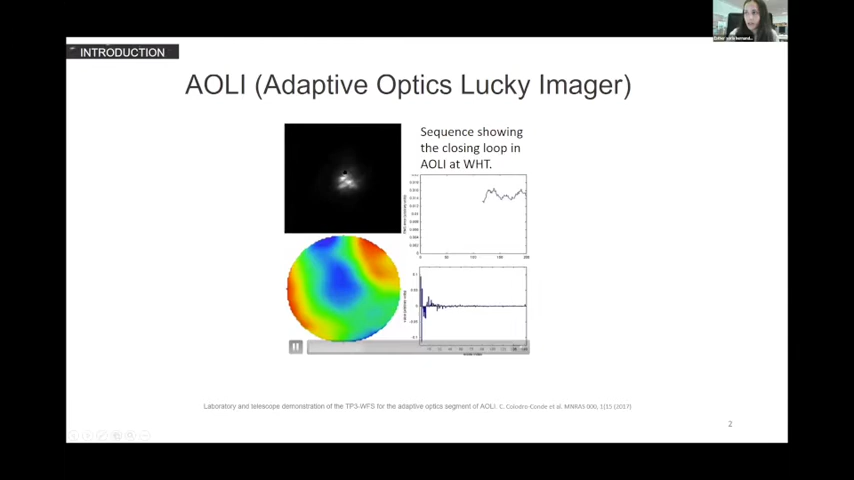 INTRODUCTION
AOLI (Adaptive Optics Lucky Imager)
Sequence showing
the closing loop in
AOLI at WHT.
Laboratory and telescope demonstration of the TP3-WFS for the adaptive optics segment of AOLI. C. Colodro-Conde et al. MNRAS 000, 1|15 (2017)
2